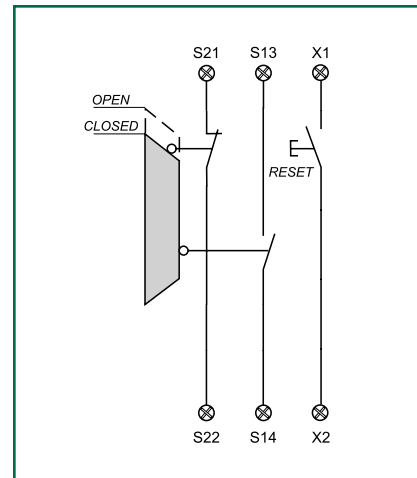 S21 S13 X1
OPEN
CLOSED
RESET
S22 S14 X2